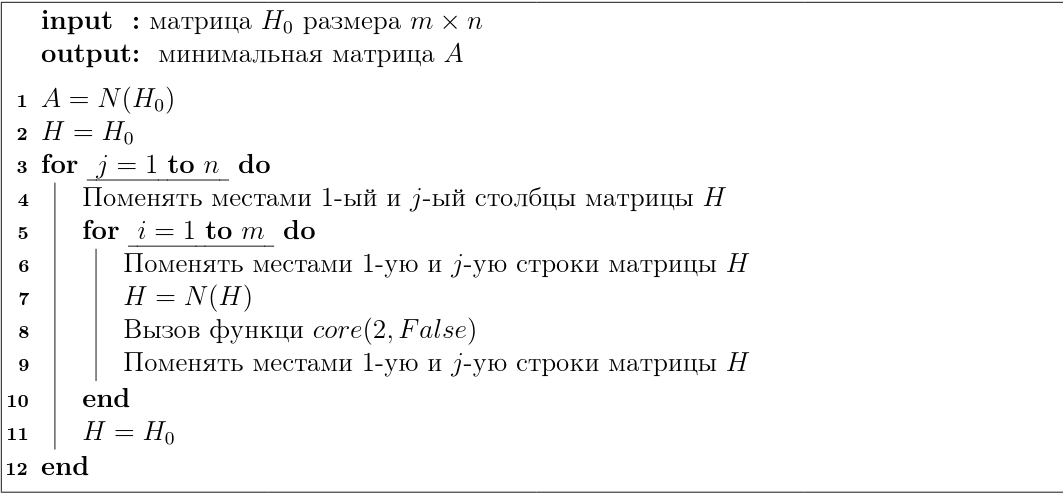 input : матрица H₀ размера m × n
output: минимальная матрица A
1 A = N(H₀)
2 H = H₀
3 for j = 1 to n do
4 Поменять местами 1-ый и j-ый столбцы матрицы H
5 for i = 1 to m do
6 Поменять местами 1-ую и j-ую строки матрицы H
7 H = N(H)
8 Вызов функци core(2, False)
9 Поменять местами 1-ую и j-ую строки матрицы H
10 end
11 H = H₀
12 end